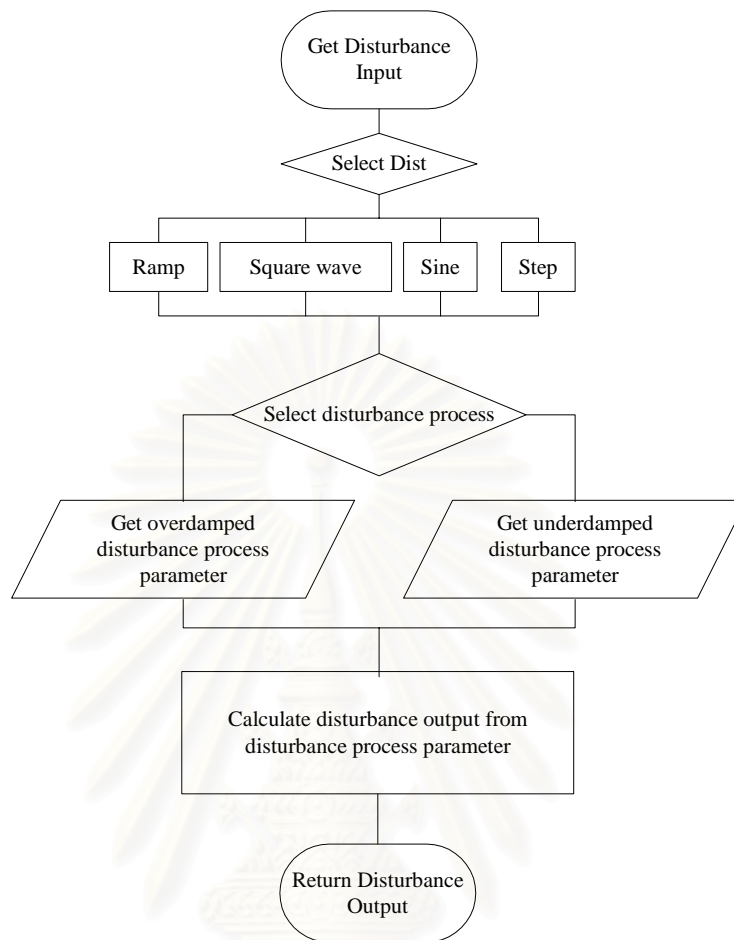 Get Disturbance
Input
Select Dist
Ramp
Square wave
Sine
Step
Select disturbance process
Get overdamped
disturbance process
parameter
Get underdamped
disturbance process
parameter
Calculate disturbance output from
disturbance process parameter
Return Disturbance
Output